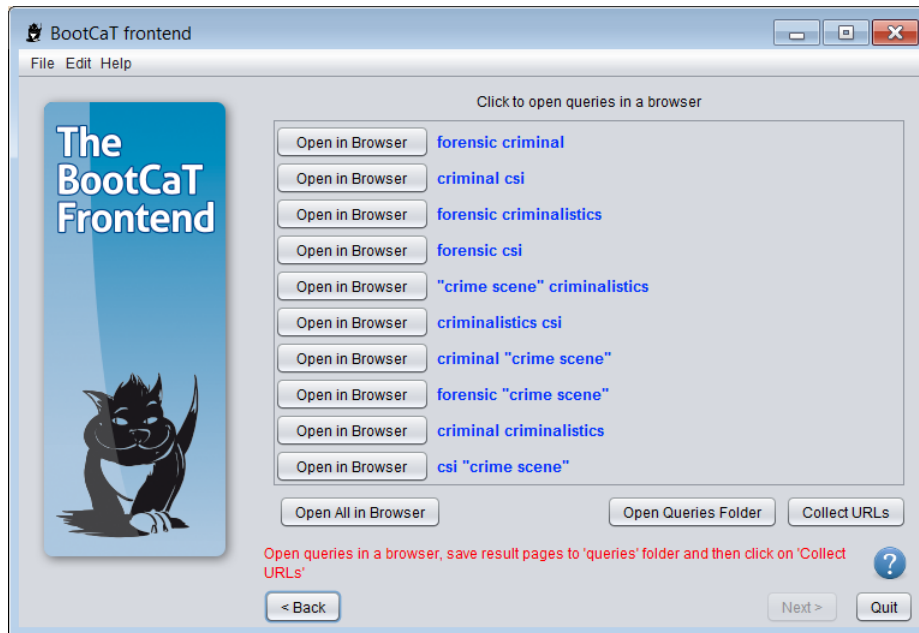 BootCaT frontend
File Edit Help
The
BootCaT
Frontend
Click to open queries in a browser
Open in Browser forensic criminal
Open in Browser criminal csi
Open in Browser forensic criminalistics
Open in Browser forensic csi
Open in Browser "crime scene" criminalistics
Open in Browser criminalistics csi
Open in Browser criminal "crime scene"
Open in Browser forensic "crime scene"
Open in Browser criminal criminalistics
Open in Browser csi "crime scene"
Open All in Browser Open Queries Folder Collect URLs
Open queries in a browser, save result pages to 'queries' folder and then click on 'Collect
URLs'
?
< Back Next > Quit